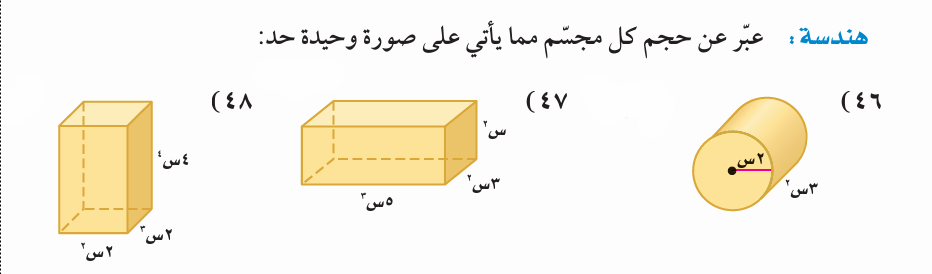 هندسة : عبّر عن حجم كل مجسّم مما يأتي على صورة وحيدة حد:
٤٦)
٢س
٣س٢
٤٧)
س٢
٣س٢
٥س٣
٤٨)
٤س٤
٢س٣
٢س٢